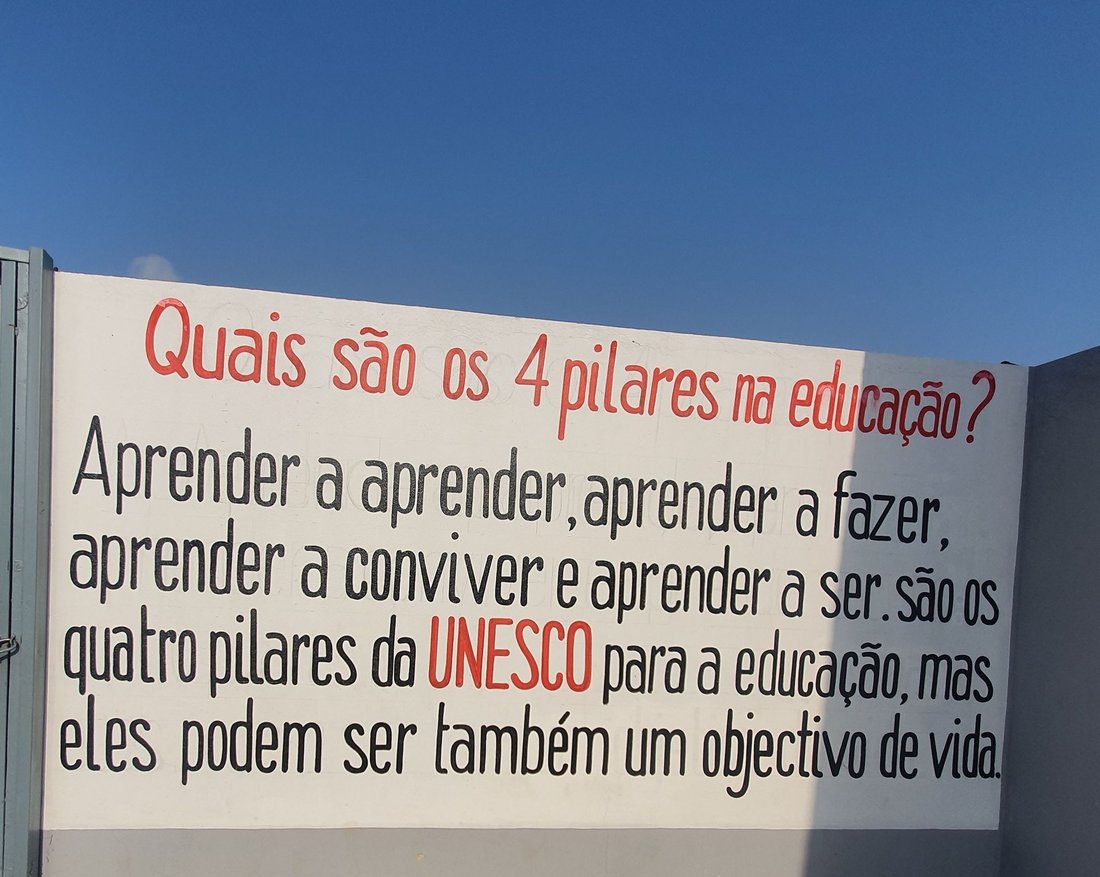 Quais são os 4 pilares na educação?
Aprender a aprender, aprender a fazer,
aprender a conviver e aprender a ser. são os
quatro pilares da UNESCO para a educação, mas
eles podem ser também um objectivo de vida.